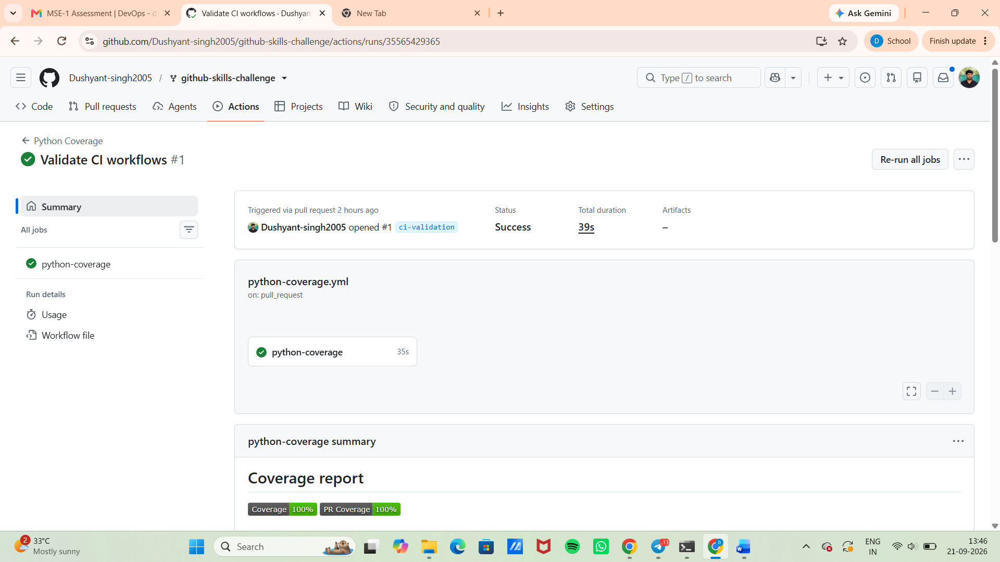 MSE-1 Assessment | DevOps - d
Validate CI workflows · Dushyan
New Tab
Ask Gemini
github.com/Dushyant-singh2005/github-skills-challenge/actions/runs/35565429365
D School
Finish update
Dushyant-singh2005 / github-skills-challenge
Type / to search
Code
Pull requests
Agents
Actions
Projects
Wiki
Security and quality
Insights
Settings
Python Coverage
Validate CI workflows #1
Re-run all jobs
Summary
All jobs
python-coverage
Run details
Usage
Workflow file
Triggered via pull request 2 hours ago
Dushyant-singh2005 opened #1 ci-validation
Status
Success
Total duration
39s
Artifacts
–
python-coverage.yml
on: pull_request
python-coverage 35s
python-coverage summary
Coverage report
Coverage 100% PR Coverage 100%
2
33°C
Mostly sunny
Search
13
D
W
ENG
IN
13:46
21-09-2026